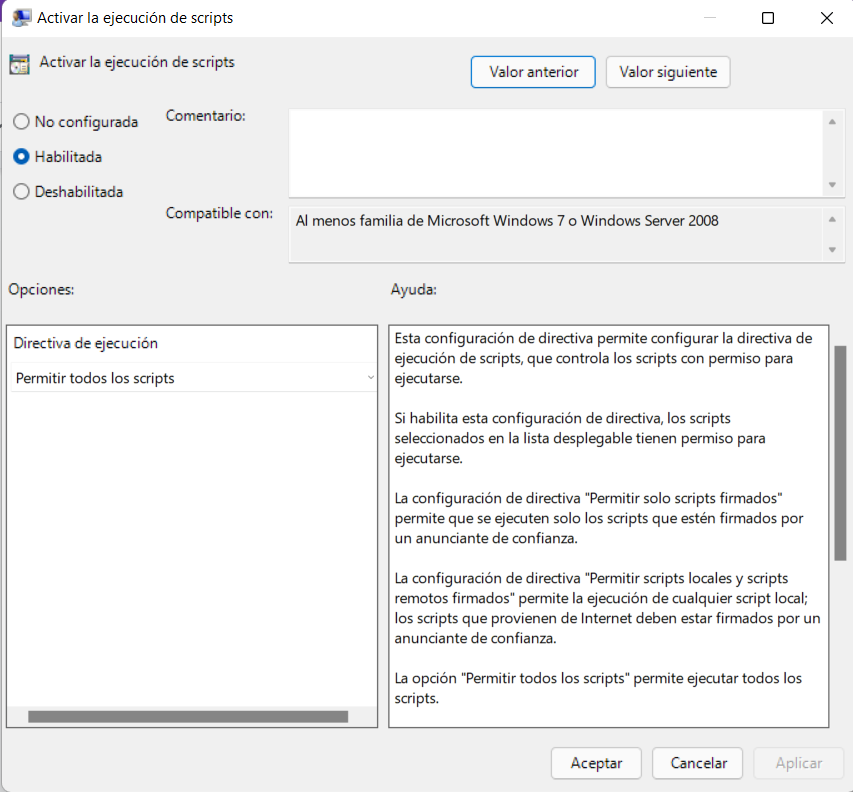 Activar la ejecución de scripts
Activar la ejecución de scripts
Valor anterior
Valor siguiente
No configurada
Habilitada
Deshabilitada
Comentario:
Compatible con:
Al menos familia de Microsoft Windows 7 o Windows Server 2008
Opciones:
Ayuda:
Directiva de ejecución
Permitir todos los scripts
Esta configuración de directiva permite configurar la directiva de
ejecución de scripts, que controla los scripts con permiso para
ejecutarse.
Si habilita esta configuración de directiva, los scripts
seleccionados en la lista desplegable tienen permiso para
ejecutarse.
La configuración de directiva "Permitir solo scripts firmados"
permite que se ejecuten solo los scripts que estén firmados por
un anunciante de confianza.
La configuración de directiva "Permitir scripts locales y scripts
remotos firmados" permite la ejecución de cualquier script local;
los scripts que provienen de Internet deben estar firmados por un
anunciante de confianza.
La opción "Permitir todos los scripts" permite ejecutar todos los
scripts.
Aceptar
Cancelar
Aplicar